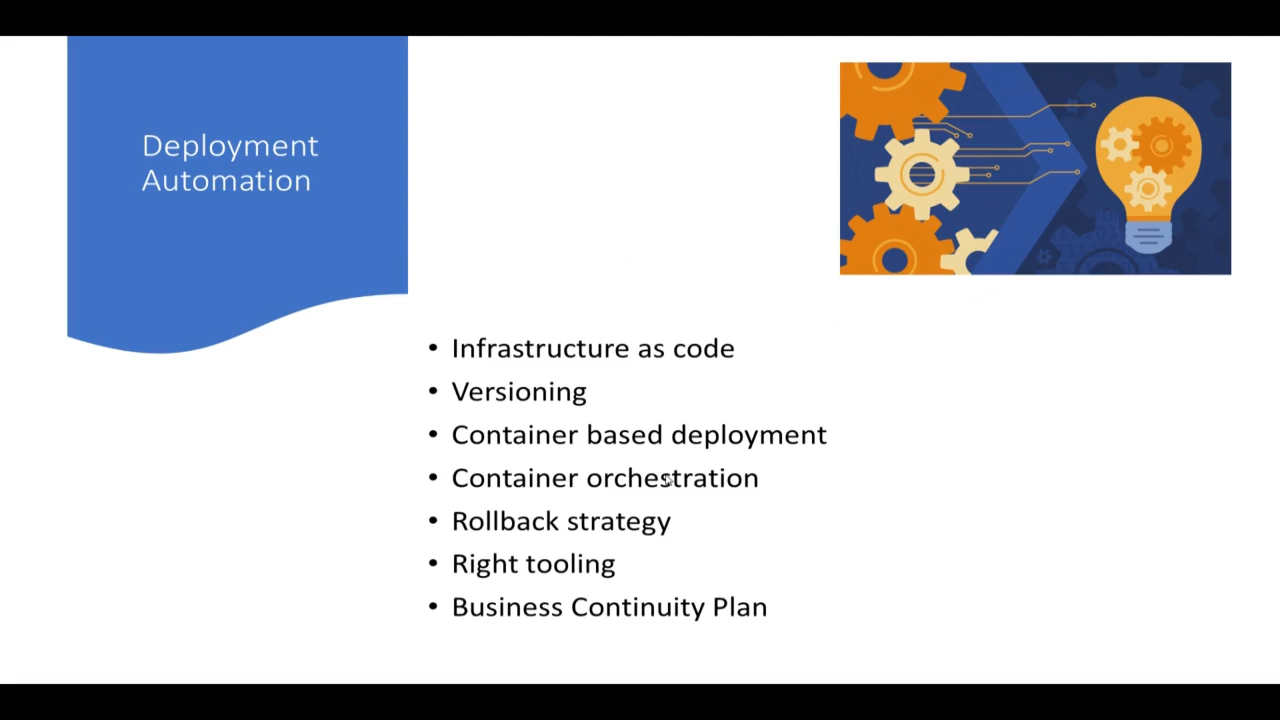 Deployment
Automation
• Infrastructure as code
• Versioning
• Container based deployment
• Container orchestration
• Rollback strategy
• Right tooling
• Business Continuity Plan